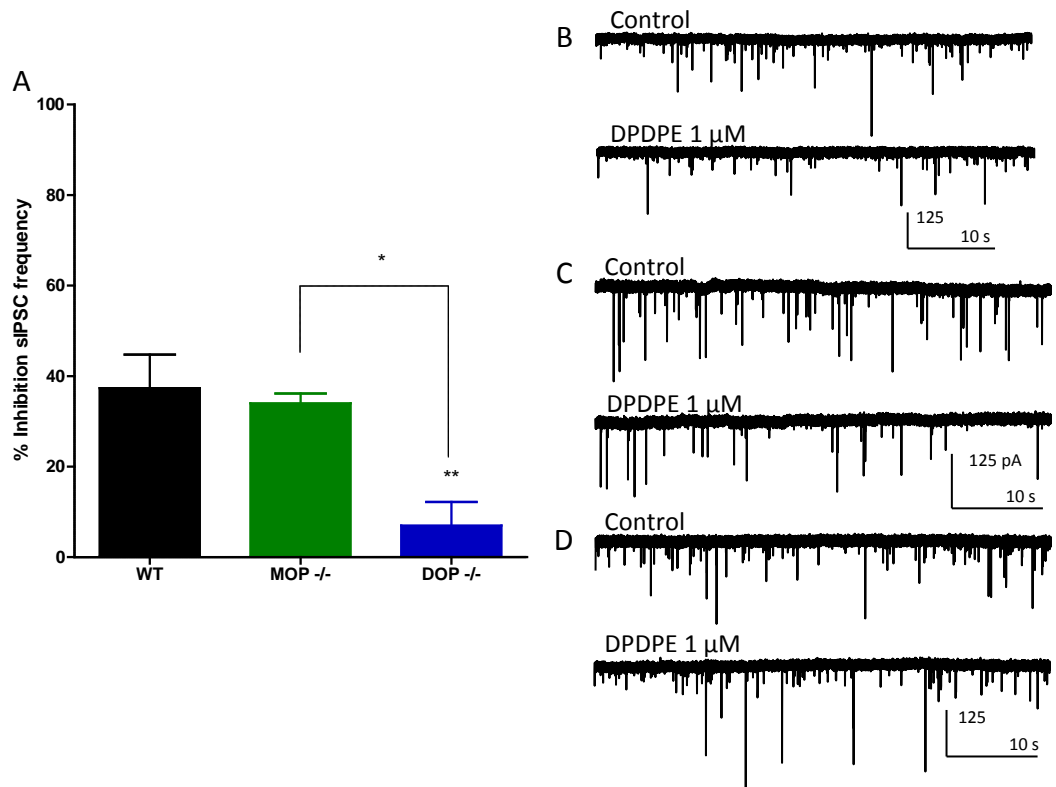 A
100
80
60
40
20
0
% Inhibition sIPSC frequency
*
**
WT MOP -/- DOP -/-
B
Control
DPDPE 1 μM
125
10 s
C
Control
DPDPE 1 μM
125 pA
10 s
D
Control
DPDPE 1 μM
125
10 s